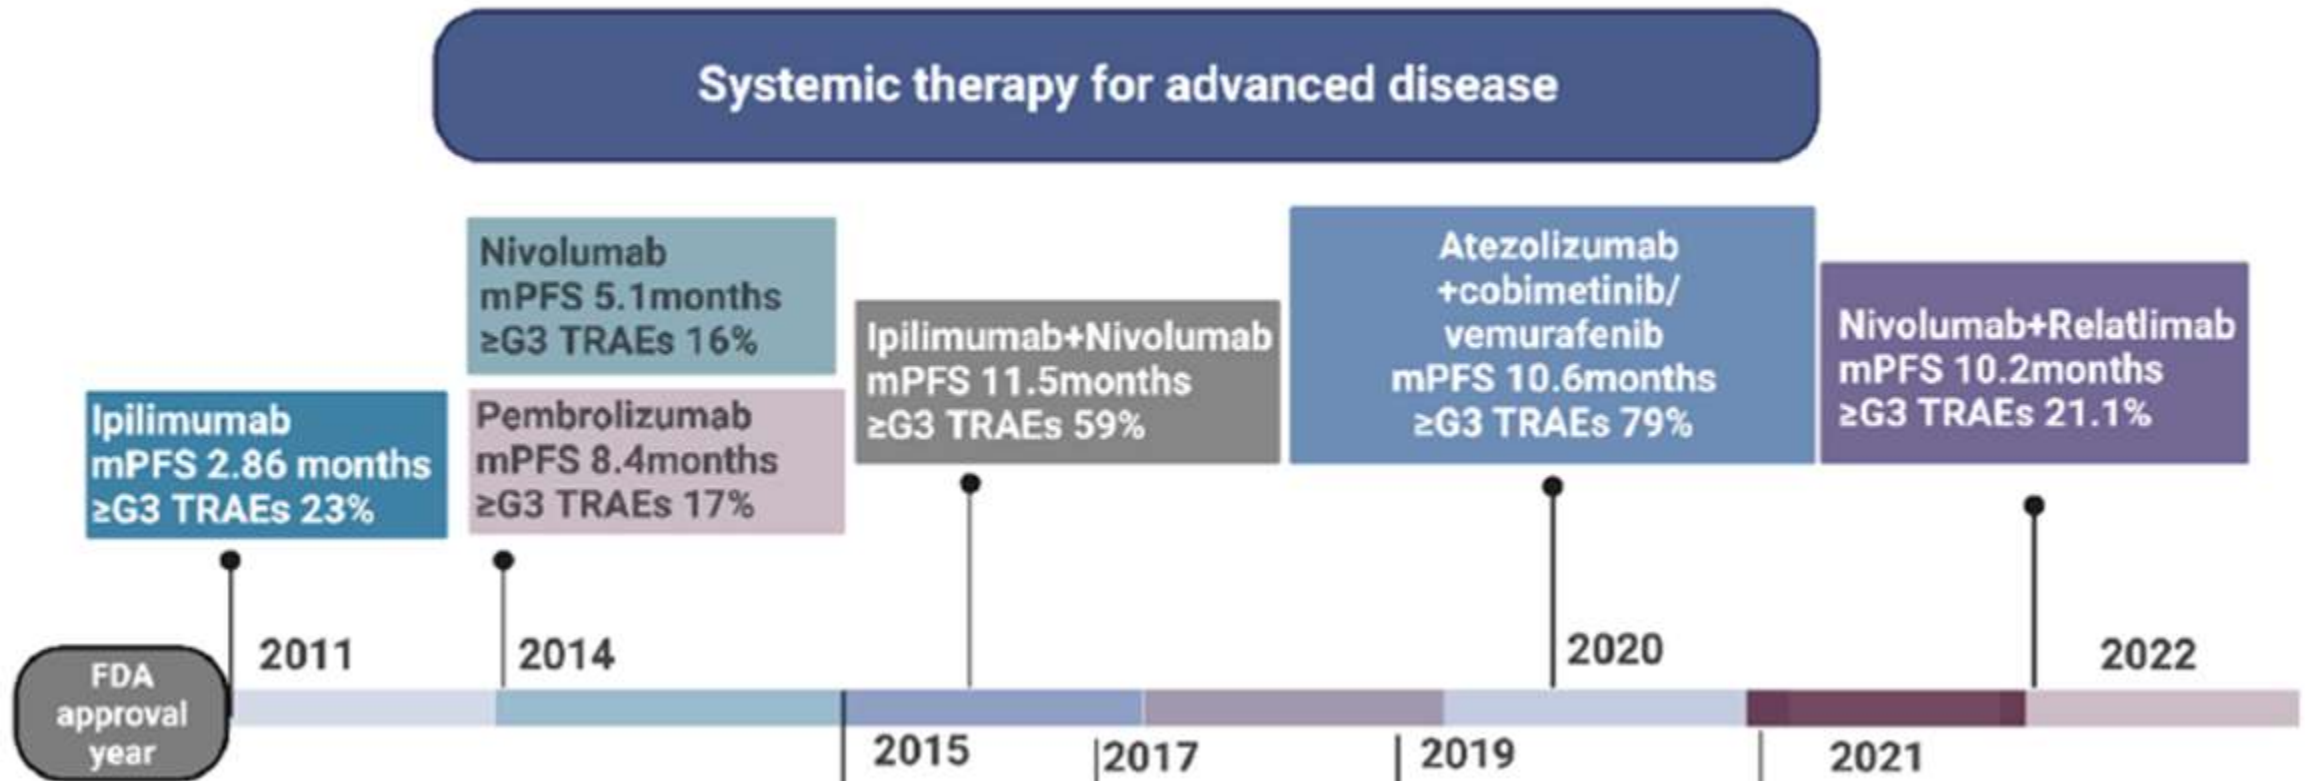 Systemic therapy for advanced disease
Nivolumab
mPFS 5.1months
≥G3 TRAEs 16%
Ipilimumab
mPFS 2.86 months
≥G3 TRAEs 23%
Pembrolizumab
mPFS 8.4months
≥G3 TRAEs 17%
Ipilimumab+Nivolumab
mPFS 11.5months
≥G3 TRAEs 59%
Atezolizumab
+cobimetinib/
vemurafenib
mPFS 10.6months
≥G3 TRAEs 79%
Nivolumab+Relatlimab
mPFS 10.2months
≥G3 TRAEs 21.1%
FDA
approval
year
2011
2014
2015
2017
2019
2020
2021
2022